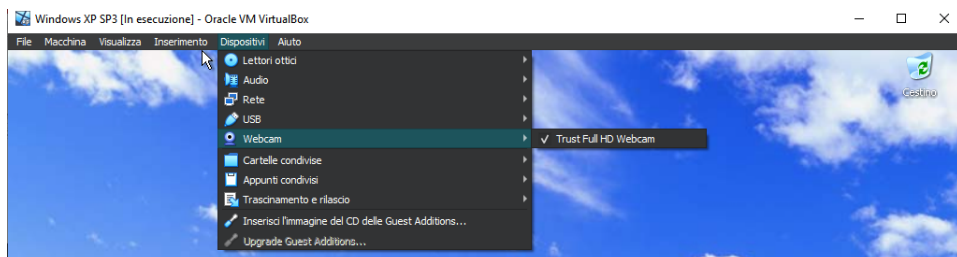 Windows XP SP3 [In esecuzione] - Oracle VM VirtualBox
File Macchina Visualizza Inserimento Dispositivi Aiuto
Lettori ottici
Audio
Rete
USB
Webcam
Trust Full HD Webcam
Cartelle condivise
Appunti condivisi
Trascinamento e rilascio
Inserisci l'immagine del CD delle Guest Additions...
Upgrade Guest Additions...
Cestino